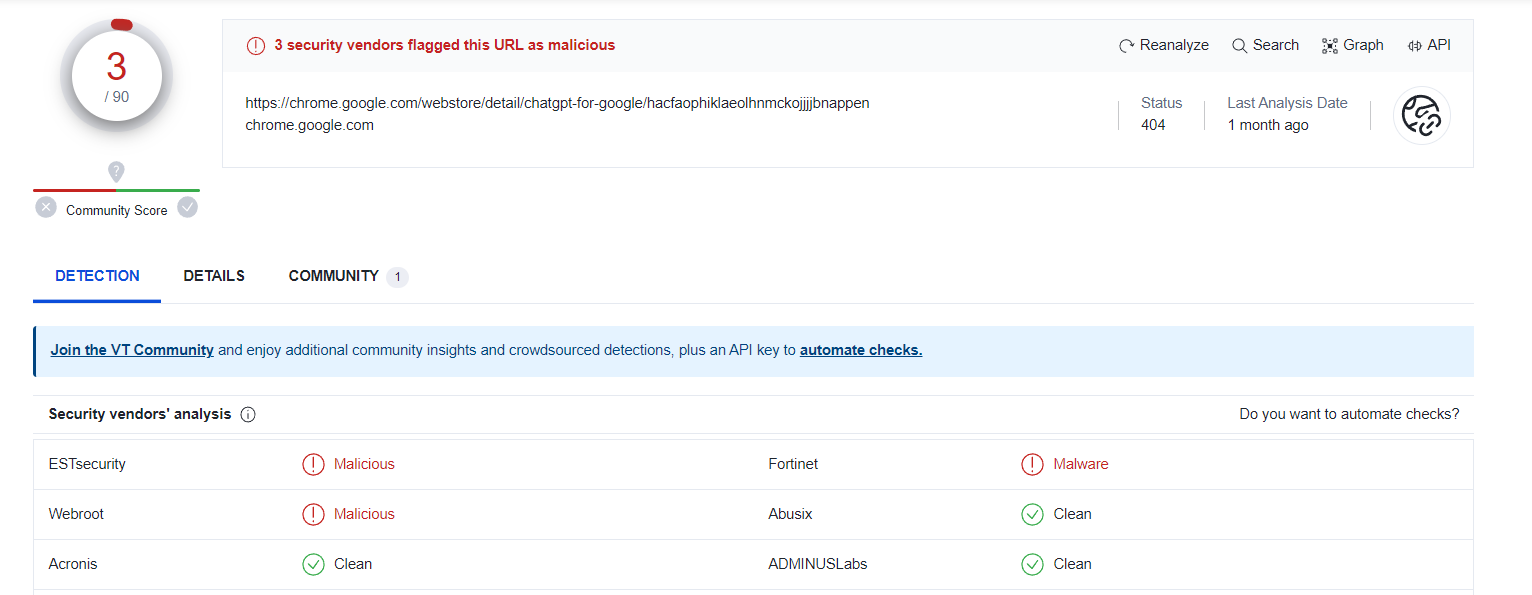 3
/ 90
Community Score
3 security vendors flagged this URL as malicious
Reanalyze Search Graph API
https://chrome.google.com/webstore/detail/chatgpt-for-google/hacfaophiklaeolhnmckojjjjbnappen
chrome.google.com
Status
404
Last Analysis Date
1 month ago
DETECTION DETAILS COMMUNITY 1
Join the VT Community and enjoy additional community insights and crowdsourced detections, plus an API key to automate checks.
Security vendors' analysis Do you want to automate checks?
ESTsecurity Malicious Fortinet Malware
Webroot Malicious Abusix Clean
Acronis Clean ADMINUSLabs Clean